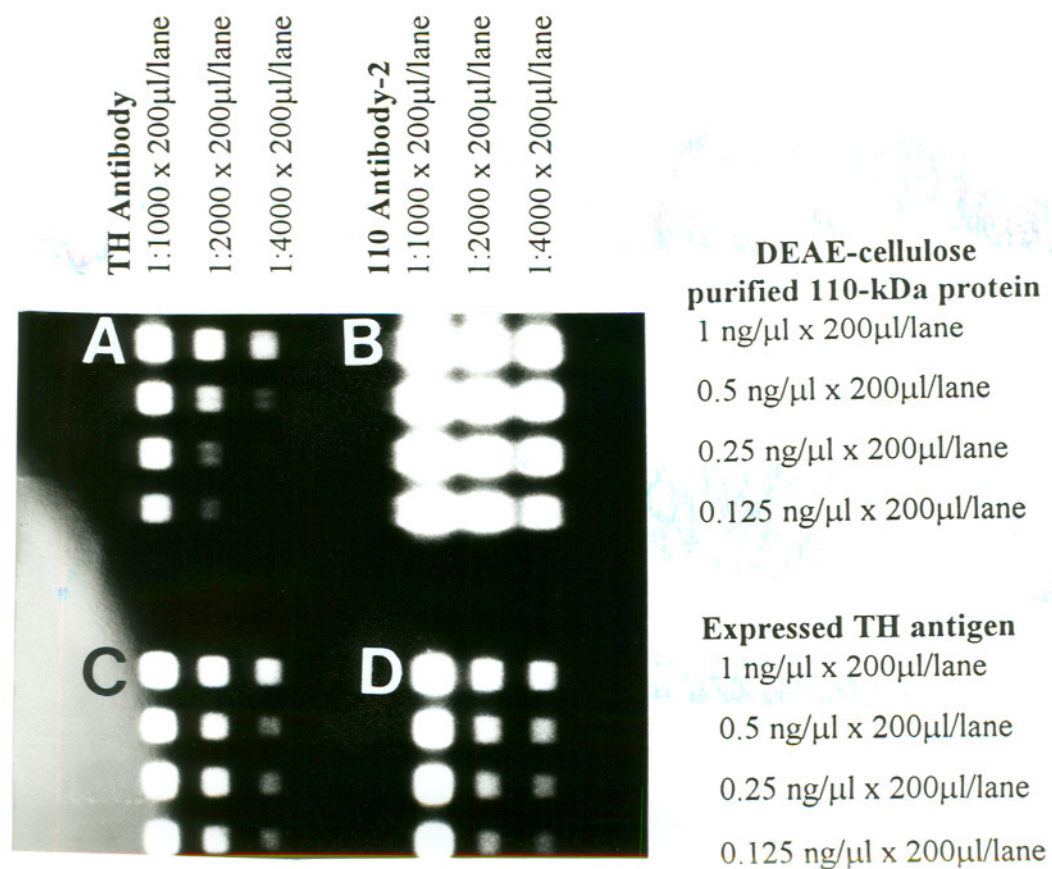 TH Antibody
1:1000 x 200µl/lane
1:2000 x 200µl/lane
1:4000 x 200µl/lane
110 Antibody-2
1:1000 x 200µl/lane
1:2000 x 200µl/lane
1:4000 x 200µl/lane
A
B
DEAE-cellulose
purified 110-kDa protein
1 ng/µl x 200µl/lane
0.5 ng/µl x 200µl/lane
0.25 ng/µl x 200µl/lane
0.125 ng/µl x 200µl/lane
C
D
Expressed TH antigen
1 ng/µl x 200µl/lane
0.5 ng/µl x 200µl/lane
0.25 ng/µl x 200µl/lane
0.125 ng/µl x 200µl/lane